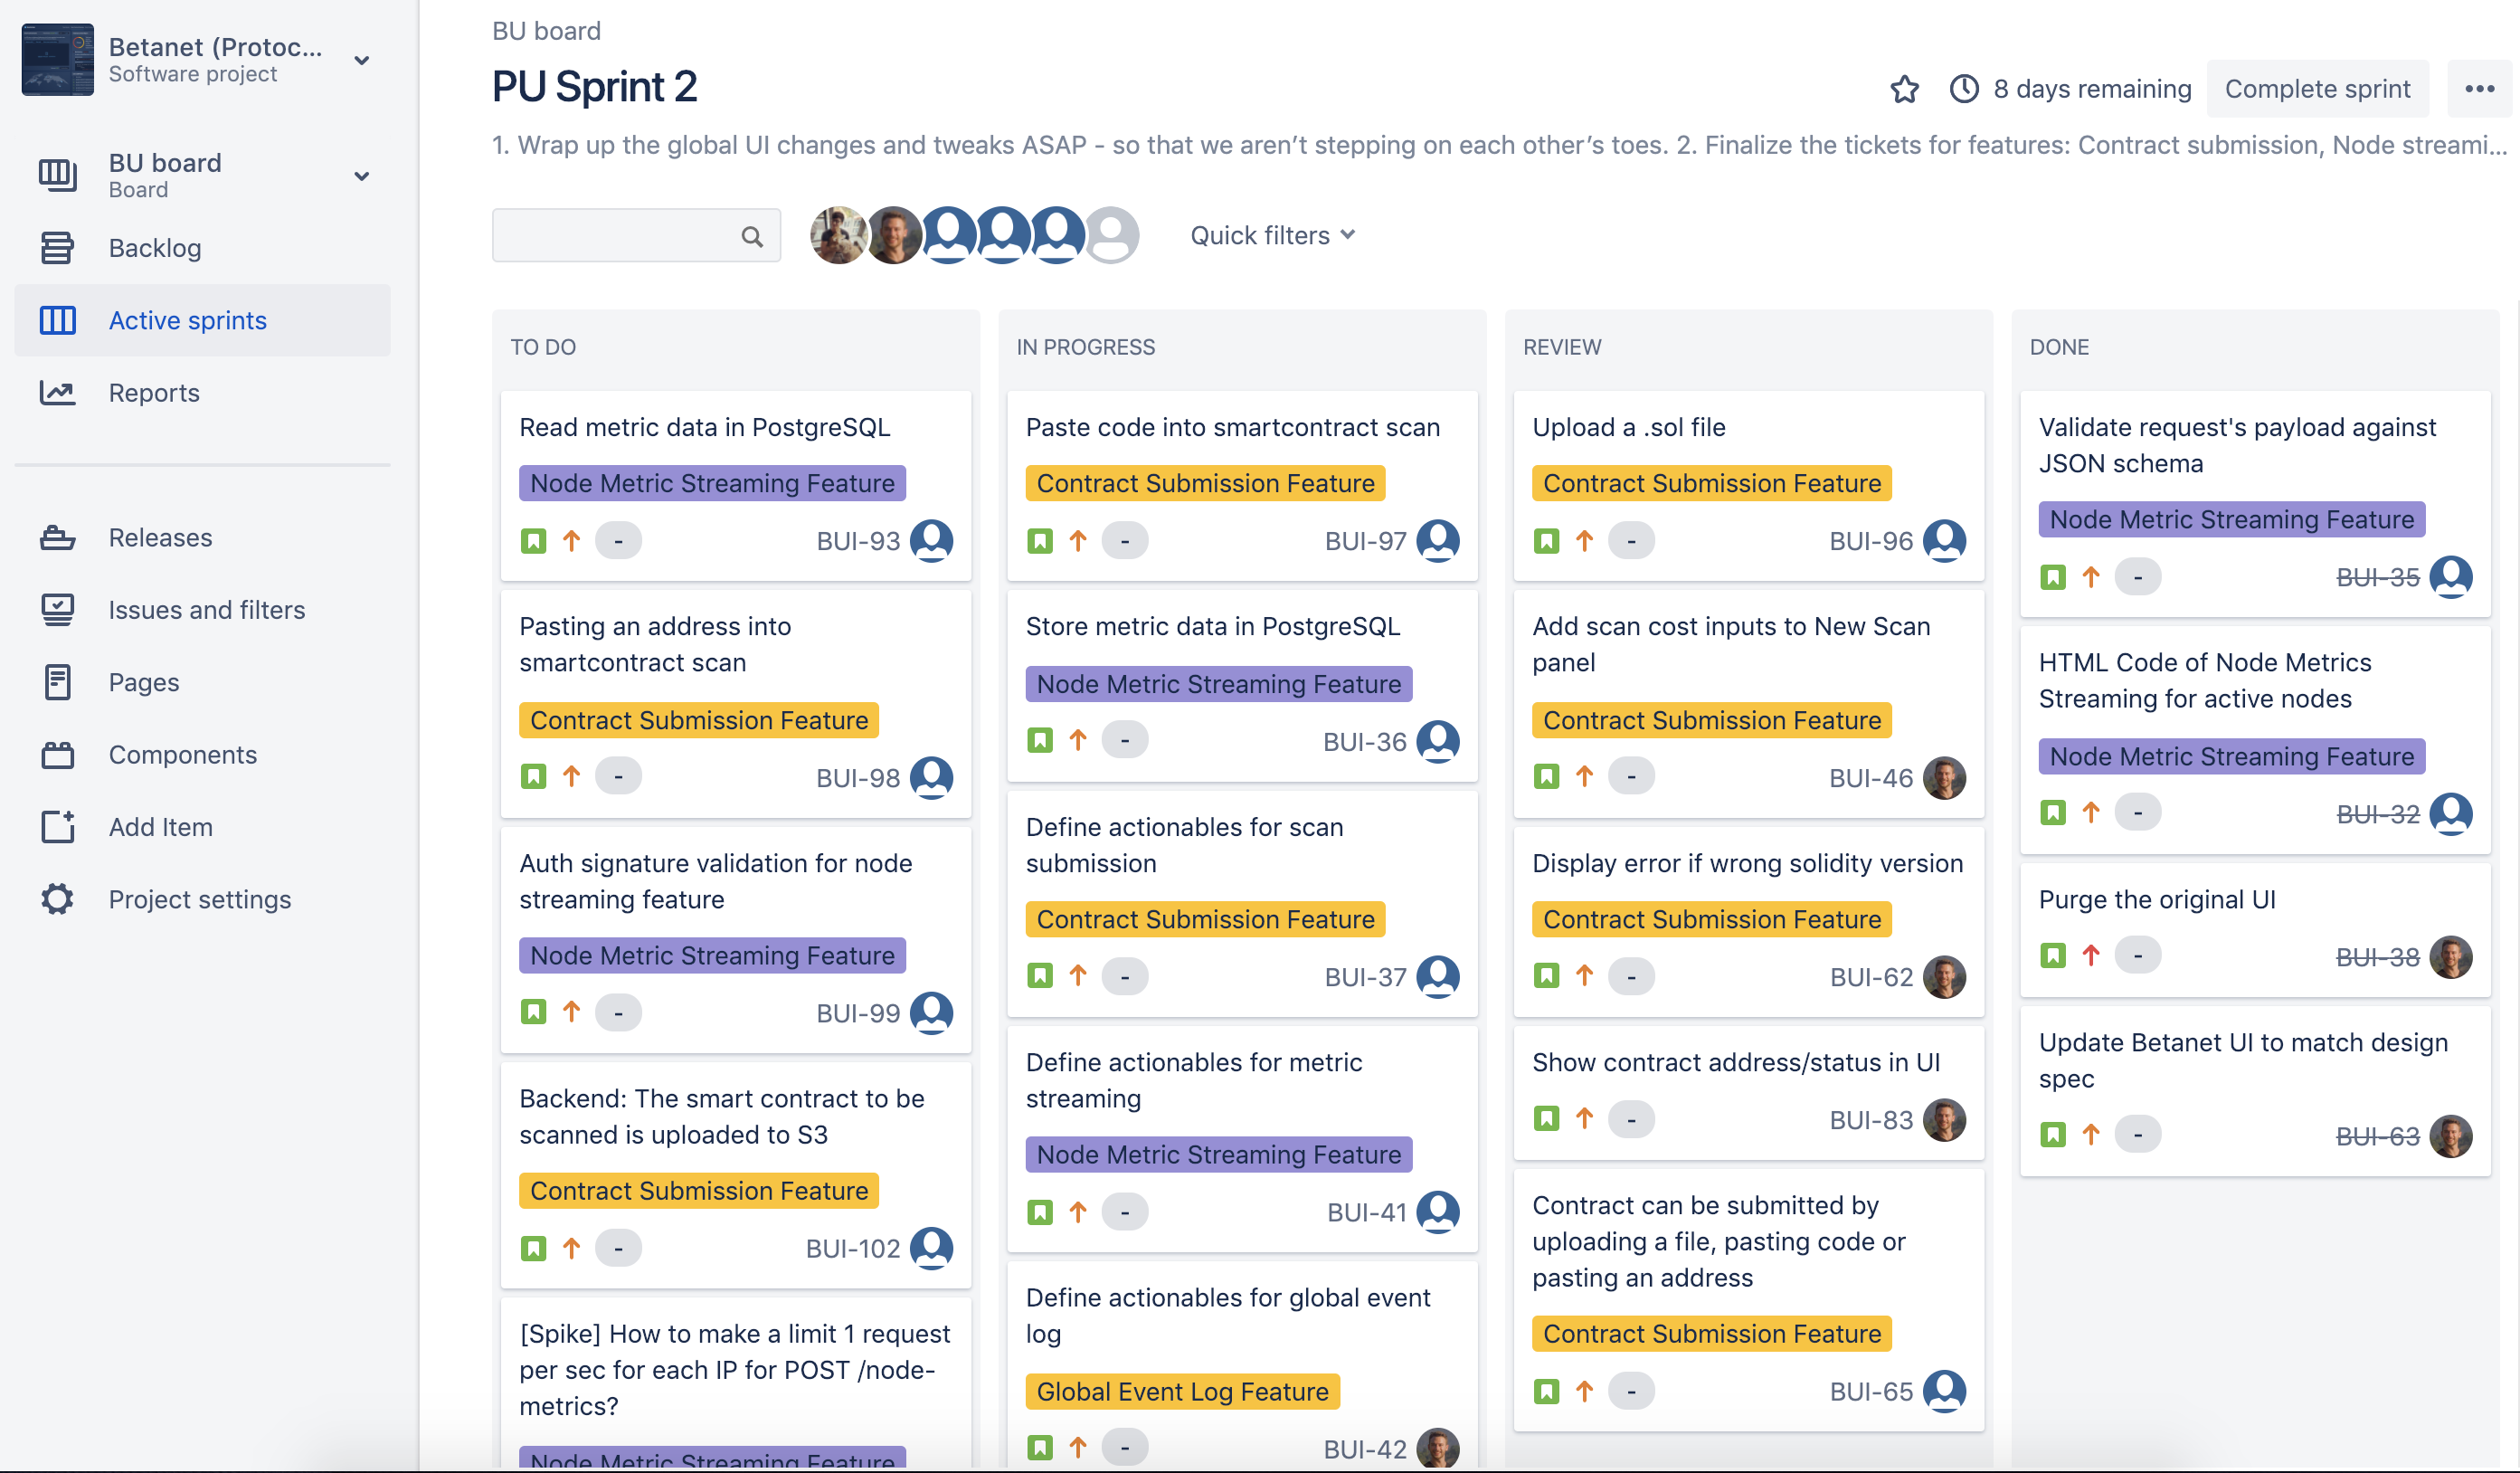 Betanet (Protoc...
Software project
BU board
Board
Backlog
Active sprints
Reports
Releases
Issues and filters
Pages
Components
Add Item
Project settings
BU board
PU Sprint 2
8 days remaining
Complete sprint
1. Wrap up the global UI changes and tweaks ASAP - so that we aren’t stepping on each other’s toes. 2. Finalize the tickets for features: Contract submission, Node streami...
Quick filters
TO DO
Read metric data in PostgreSQL
Node Metric Streaming Feature
-
BUI-93
Pasting an address into
smartcontract scan
Contract Submission Feature
-
BUI-98
Auth signature validation for node
streaming feature
Node Metric Streaming Feature
-
BUI-99
Backend: The smart contract to be
scanned is uploaded to S3
Contract Submission Feature
-
BUI-102
[Spike] How to make a limit 1 request
per sec for each IP for POST /node-
metrics?
Node Metric Streaming Feature
IN PROGRESS
Paste code into smartcontract scan
Contract Submission Feature
-
BUI-97
Store metric data in PostgreSQL
Node Metric Streaming Feature
-
BUI-36
Define actionables for scan
submission
Contract Submission Feature
-
BUI-37
Define actionables for metric
streaming
Node Metric Streaming Feature
-
BUI-41
Define actionables for global event
log
Global Event Log Feature
-
BUI-42
REVIEW
Upload a .sol file
Contract Submission Feature
-
BUI-96
Add scan cost inputs to New Scan
panel
Contract Submission Feature
-
BUI-46
Display error if wrong solidity version
Contract Submission Feature
-
BUI-62
Show contract address/status in UI
-
BUI-83
Contract can be submitted by
uploading a file, pasting code or
pasting an address
Contract Submission Feature
-
BUI-65
DONE
Validate request's payload against
JSON schema
Node Metric Streaming Feature
-
BUI-35
HTML Code of Node Metrics
Streaming for active nodes
Node Metric Streaming Feature
-
BUI-32
Purge the original UI
-
BUI-38
Update Betanet UI to match design
spec
-
BUI-63